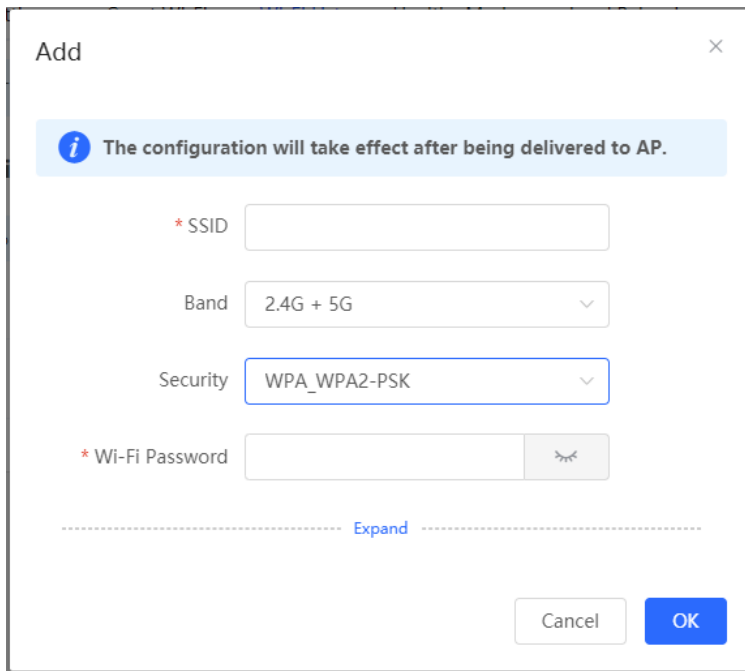 Add
The configuration will take effect after being delivered to AP.
* SSID
Band 2.4G + 5G
Security WPA_WPA2-PSK
* Wi-Fi Password
Expand
Cancel OK